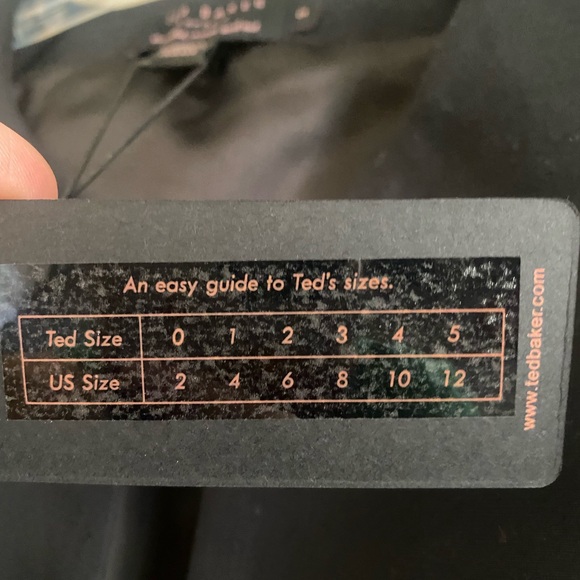 An easy guide to Ted's sizes.
Ted Size 0 1 2 3 4 5
US Size 2 4 6 8 10 12
www.tedbaker.com